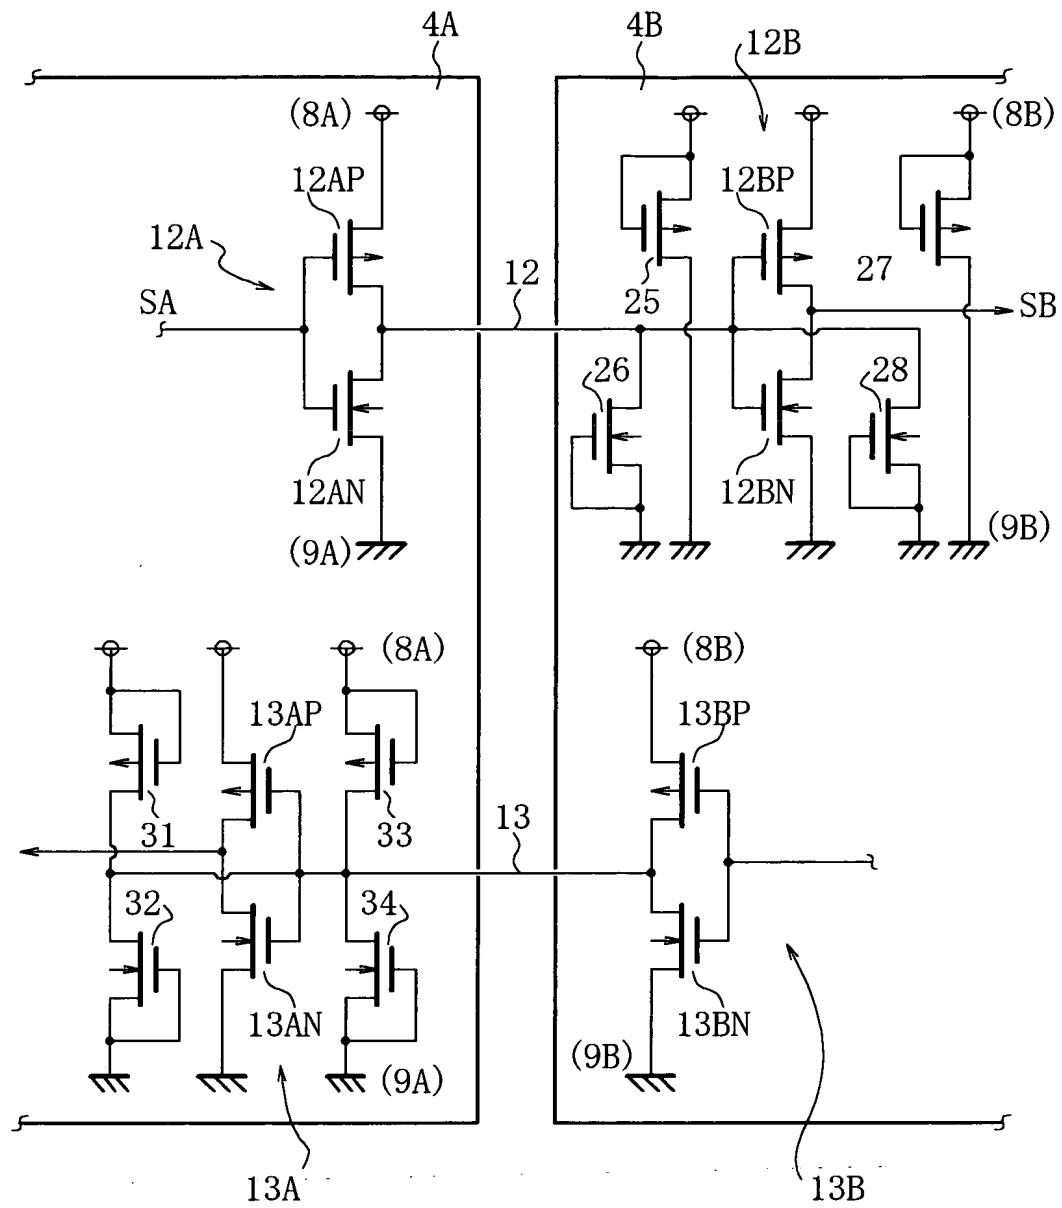 4A
4B
12B
(8A)
(8B)
12AP
12BP
12A
12
27
25
SA
SB
26
28
12AN
12BN
(9A)
(9B)
(8A)
(8B)
13AP
13BP
31
33
13
32
34
13AN
13BN
(9B)
(9A)
13A
13B